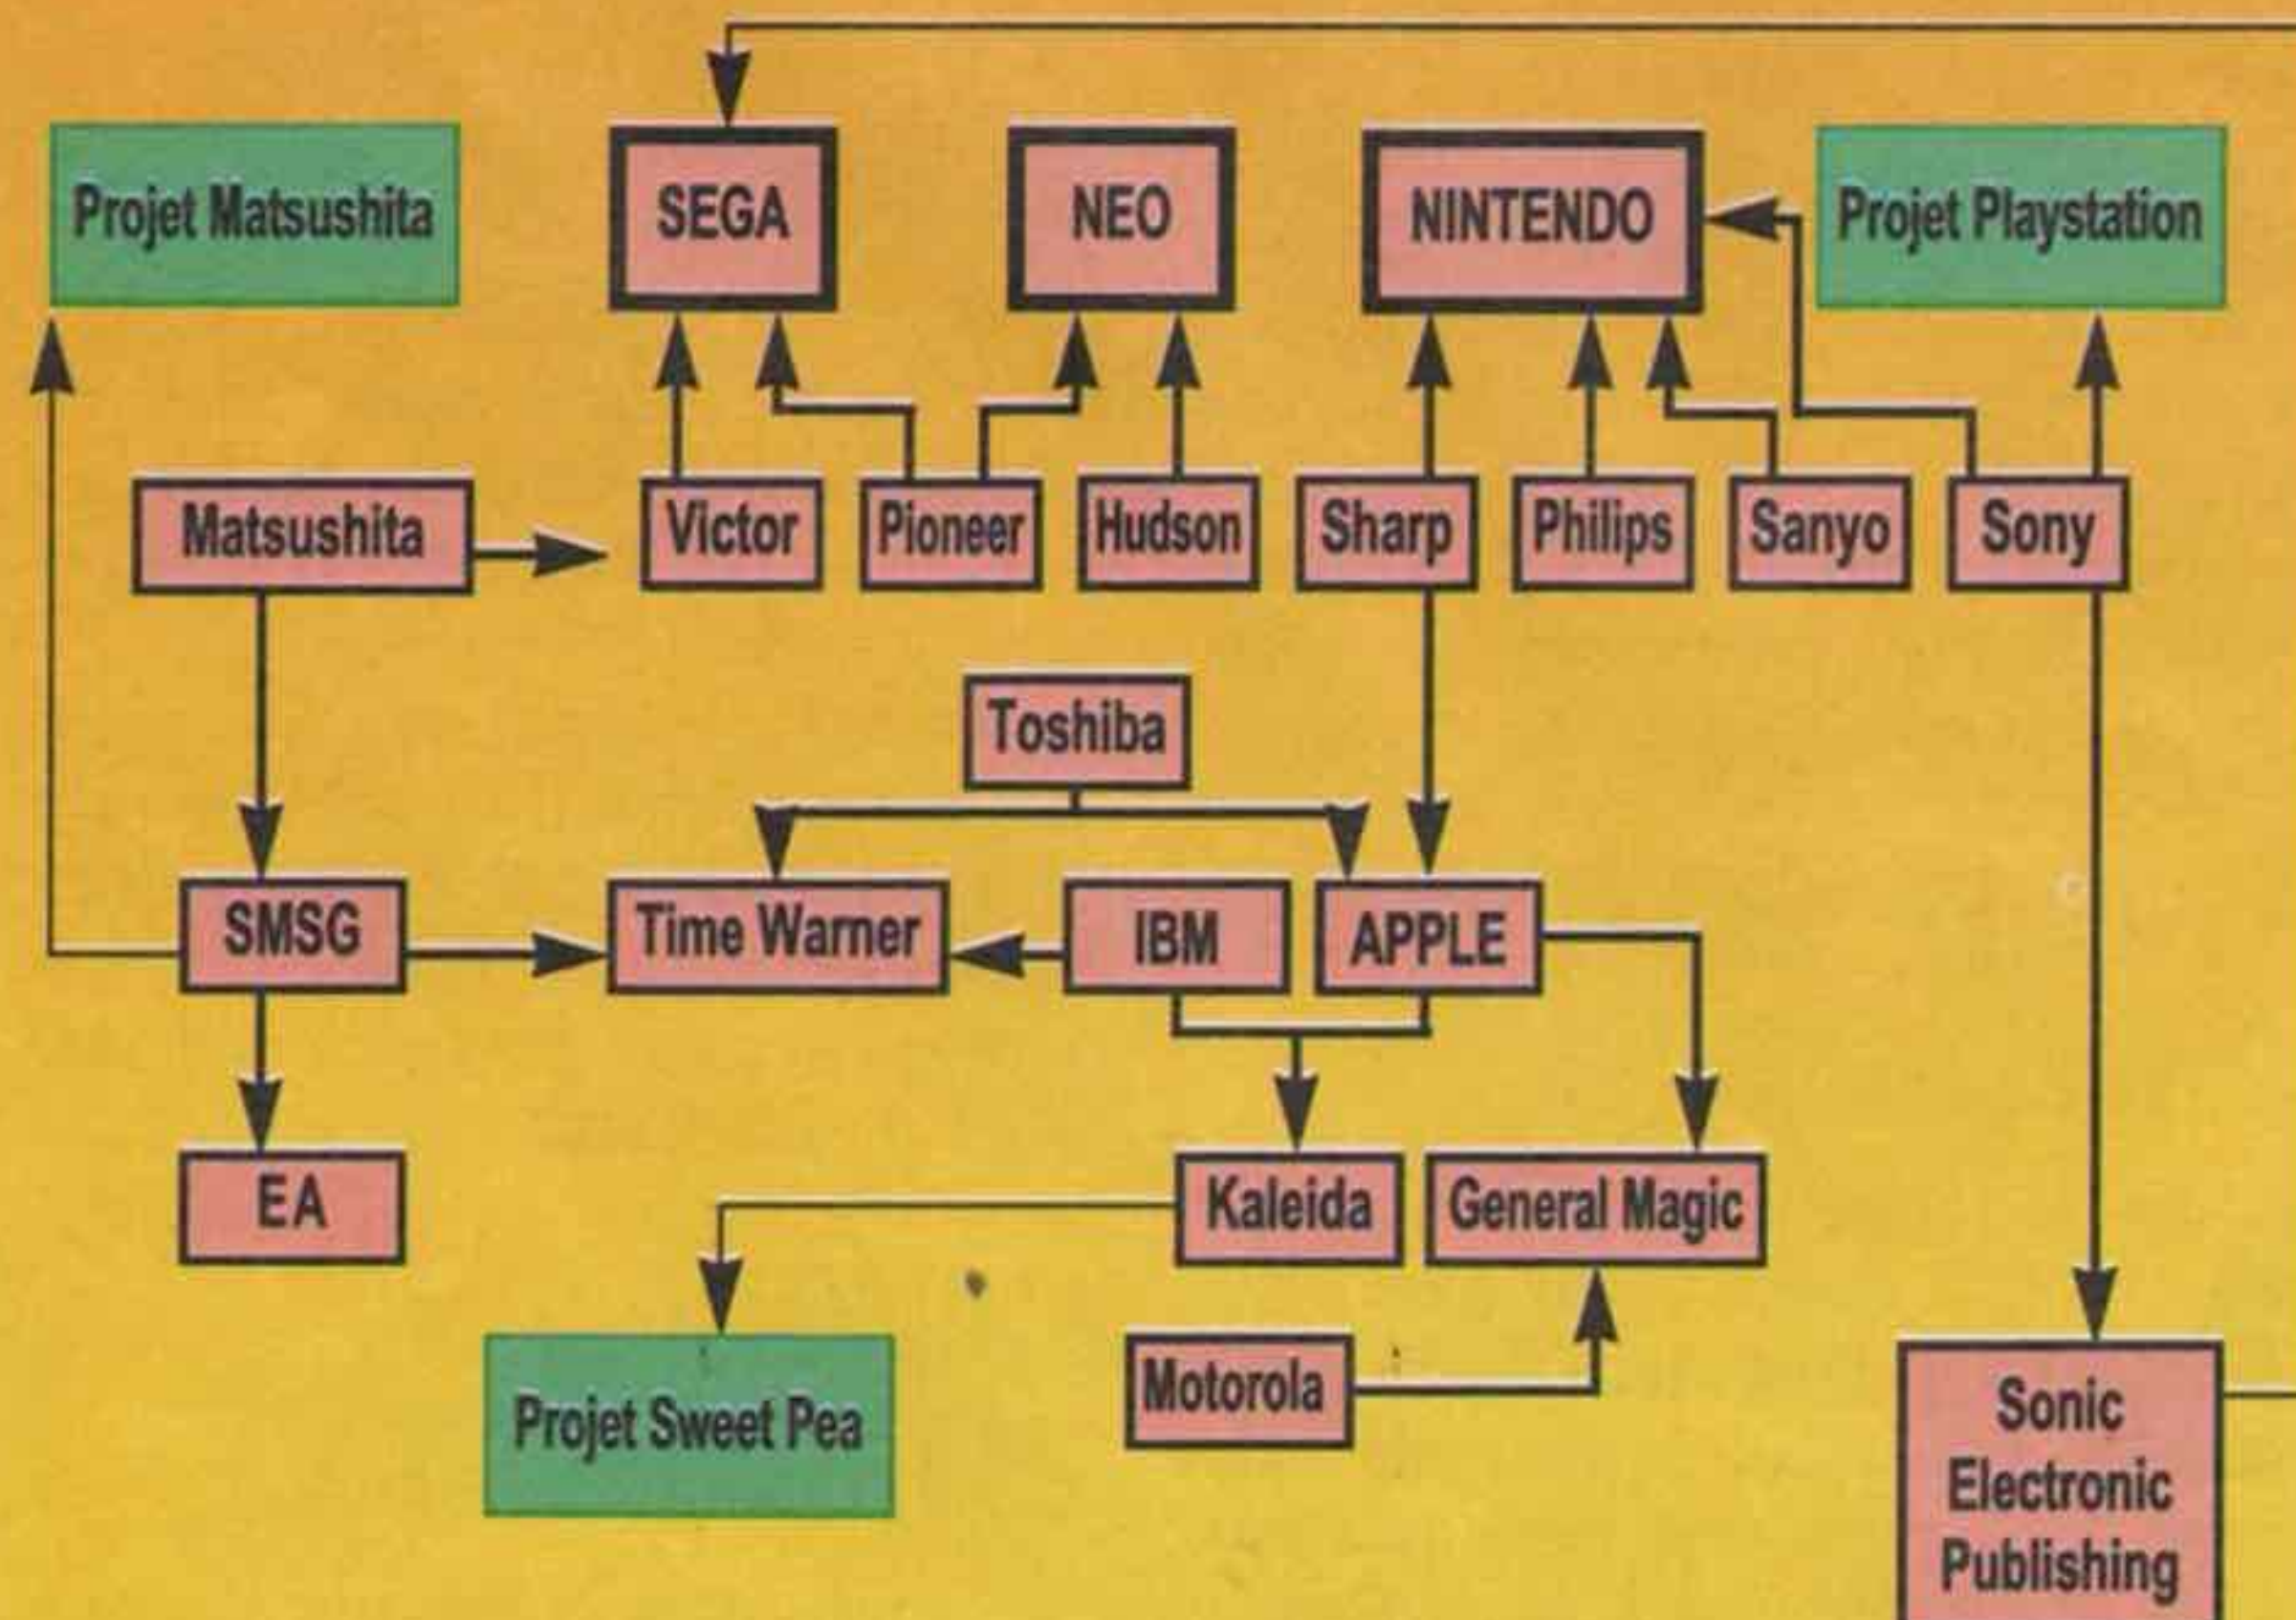 Projet Matsushita
SEGA
NEO
NINTENDO
Projet Playstation
Matsushita
Victor
Pioneer
Hudson
Sharp
Philips
Sanyo
Sony
Toshiba
SMSG
Time Warner
IBM
APPLE
EA
Kaleida
General Magic
Projet Sweet Pea
Motorola
Sonic
Electronic
Publishing